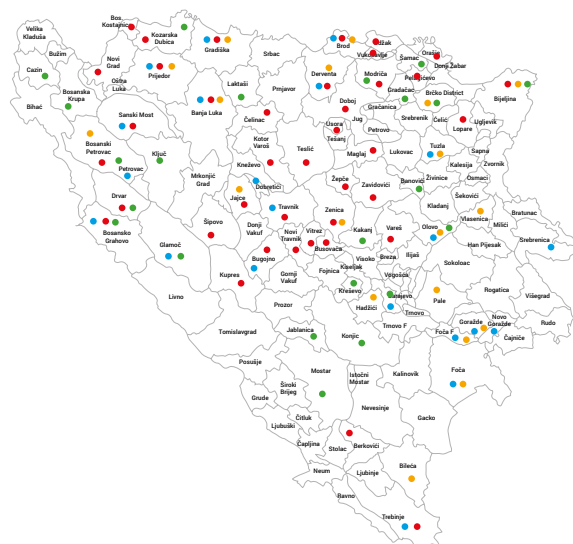 Bos.
Kostajnica
Velika
Kladuša
Kozarska
Dubica
Gradiška
Srbac
Brod
Odžak
Vukosavlje
Orašje
Bužim
Novi
Grad
Šamac
Donji Žabar
Cazin
Prijedor
Derventa
Modriča
Pelagićevo
Oštra
Luka
Laktaši
Prnjavor
Gradačac
Brčko District
Bijeljina
Bosanska
Krupa
Bihać
Banja Luka
Doboj
Gračanica
Sanski Most
Čelinac
Jug
Srebrenik
Čelić
Ugljevik
Usora
Petrovo
Lopare
Bosanski
Petrovac
Kotor
Varoš
Tešanj
Teslić
Maglaj
Lukovac
Tuzla
Sapna
Ključ
Petrovac
Kneževo
Kalesija
Zvornik
Mrkonjić
Grad
Dobretići
Žepče
Zavidovići
Banovići
Živinice
Osmaci
Drvar
Jajce
Šekovići
Šipovo
Travnik
Zenica
Kladanj
Vlasenica
Bratunac
Bosansko
Grahovo
Donji
Vakuf
Novi
Travnik
Vitez
Busovača
Kakanj
Vareš
Olovo
Milići
Glamoč
Bugojno
Visoko
Breza
Ilijaš
Han Pijesak
Srebrenica
Kupres
Gornji
Vakuf
Fojnica
Kiseljak
Vogošća
Sokoloac
Kreševo
Livno
Prozor
Hadžići
Sarajevo
Pale
Rogatica
Višegrad
Trnovo
Tomislavgrad
Jablanica
Konjic
Trnovo F
Foča F
Goražde
Novo
Goražde
Rudo
Čajniče
Posušje
Mostar
Istočni
Mostar
Kalinovik
Foča
Široki
Brijeg
Grude
Nevesinje
Gacko
Čitluk
Ljubuški
Čapljina
Stolac
Berkovići
Neum
Ljubinje
Bileća
Ravno
Trebinje